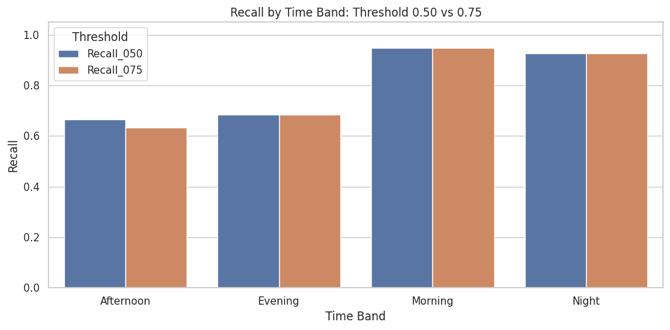 Recall by Time Band: Threshold 0.50 vs 0.75
Threshold
Recall_050
Recall_075
Recall
1.0
0.8
0.6
0.4
0.2
0.0
Afternoon Evening Morning Night
Time Band